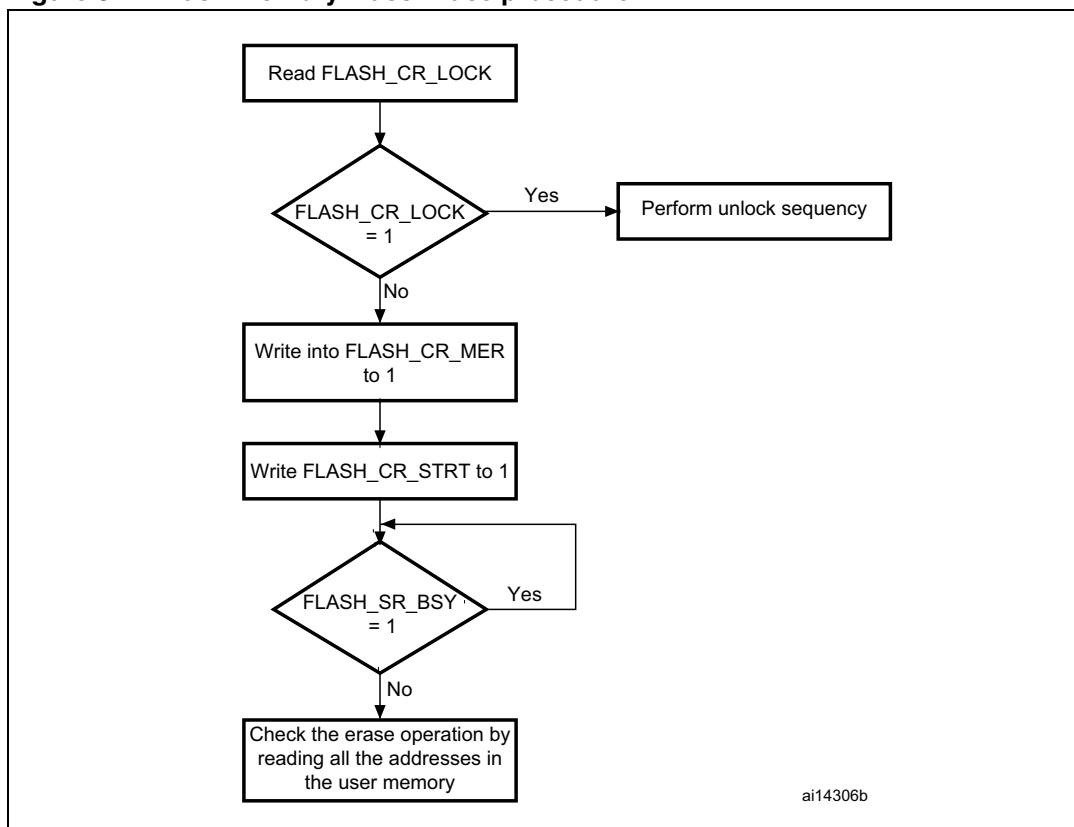 Read FLASH_CR_LOCK
FLASH_CR_LOCK
= 1
Yes
Perform unlock sequency
No
Write into FLASH_CR_MER
to 1
Write FLASH_CR_STRT to 1
FLASH_SR_BSY
= 1
Yes
No
Check the erase operation by
reading all the addresses in
the user memory
ai14306b